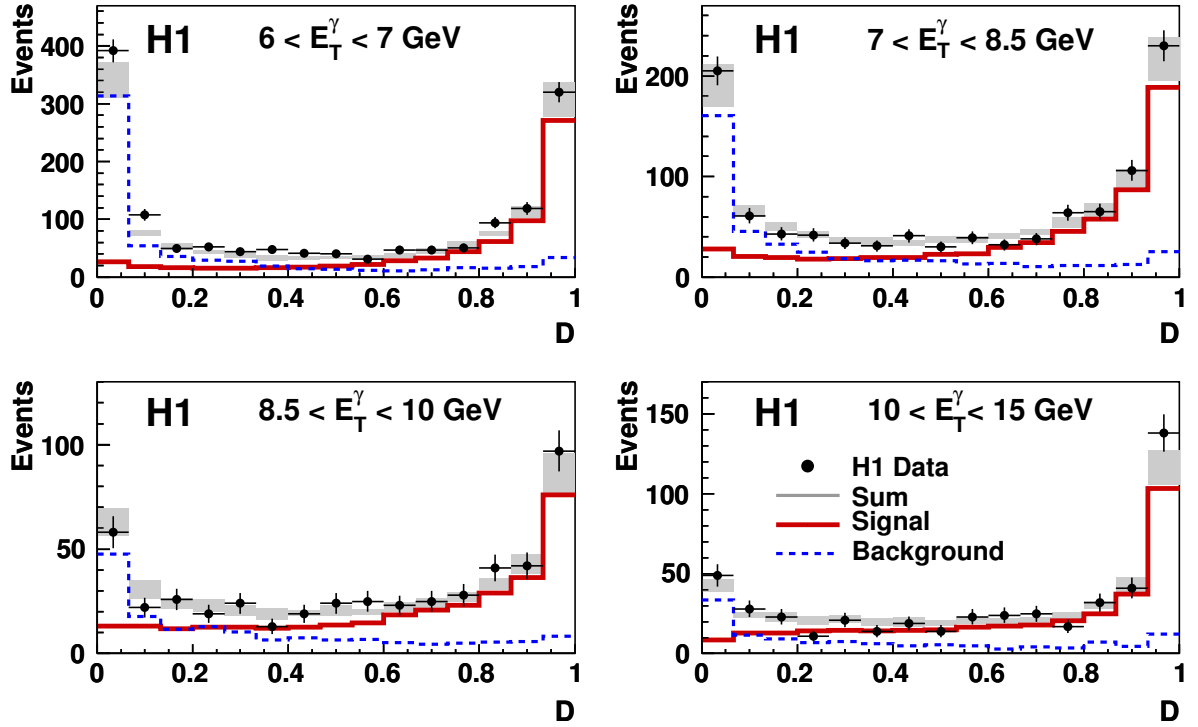 Events
H1
6 < E_T^γ < 7 GeV
400
300
200
100
0
0 0.2 0.4 0.6 0.8 1
D
Events
H1
7 < E_T^γ < 8.5 GeV
200
100
0
0 0.2 0.4 0.6 0.8 1
D
Events
H1
8.5 < E_T^γ < 10 GeV
100
50
0
0 0.2 0.4 0.6 0.8 1
D
Events
H1
10 < E_T^γ < 15 GeV
150
100
50
0
H1 Data
Sum
Signal
Background
0 0.2 0.4 0.6 0.8 1
D